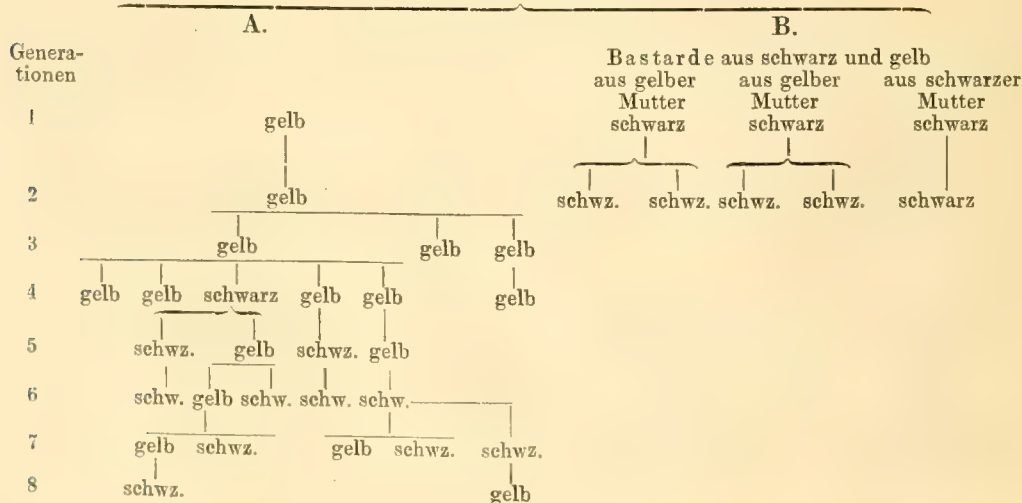 A. B.
Genera-
tionen
Bastarde aus schwarz und gelb
aus gelber aus gelber aus schwarzer
Mutter Mutter Mutter
1 gelb schwarz schwarz schwarz
2 gelb schwz. schwz. schwz. schwz. schwarz
3 gelb gelb gelb
4 gelb gelb schwarz gelb gelb gelb
5 schwz. gelb schwz. gelb
6 schw. gelb schw. schw. schw.
7 gelb schwz. gelb schwz. schwz.
8 schwz. gelb